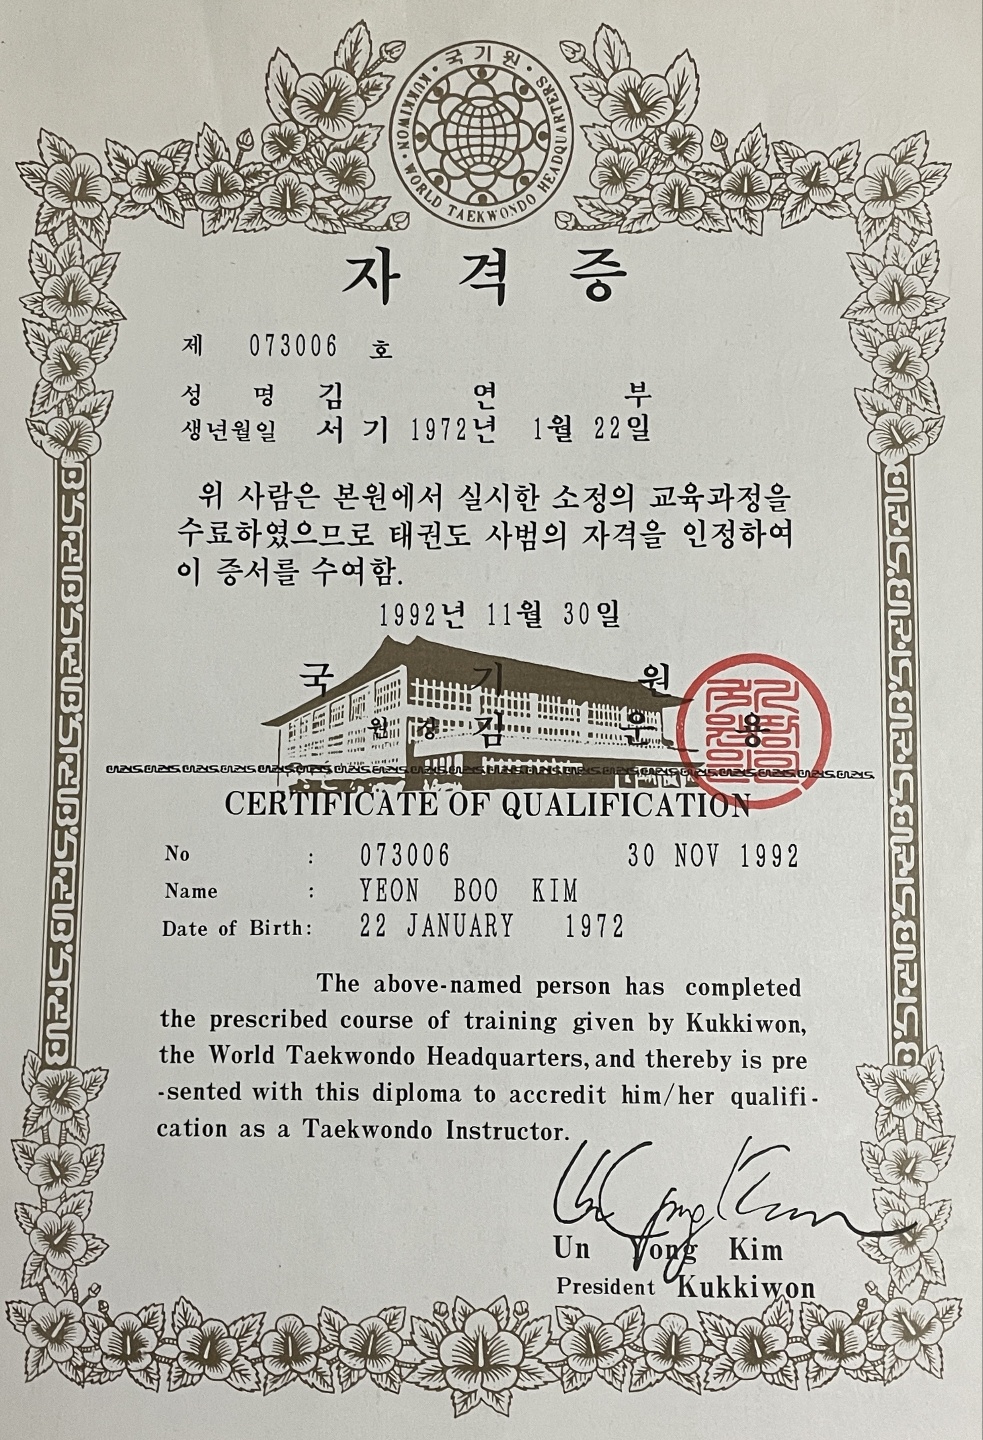 국기원
KUKKIWON · WORLD TAEKWONDO HEADQUARTERS
자 격 증
제 073006 호
성 명 김 연 부
생년월일 서 기 1972년 1월 22일
위 사람은 본원에서 실시한 소정의 교육과정을
수료하였으므로 태권도 사범의 자격을 인정하여
이 증서를 수여함.
1992년 11월 30일
국 기 원
원 장 김 운 용
CERTIFICATE OF QUALIFICATION
No : 073006 30 NOV 1992
Name : YEON BOO KIM
Date of Birth: 22 JANUARY 1972
The above-named person has completed
the prescribed course of training given by Kukkiwon,
the World Taekwondo Headquarters, and thereby is pre
-sented with this diploma to accredit him/her qualifi-
cation as a Taekwondo Instructor.
Un Yong Kim
Un Yong Kim
President Kukkiwon